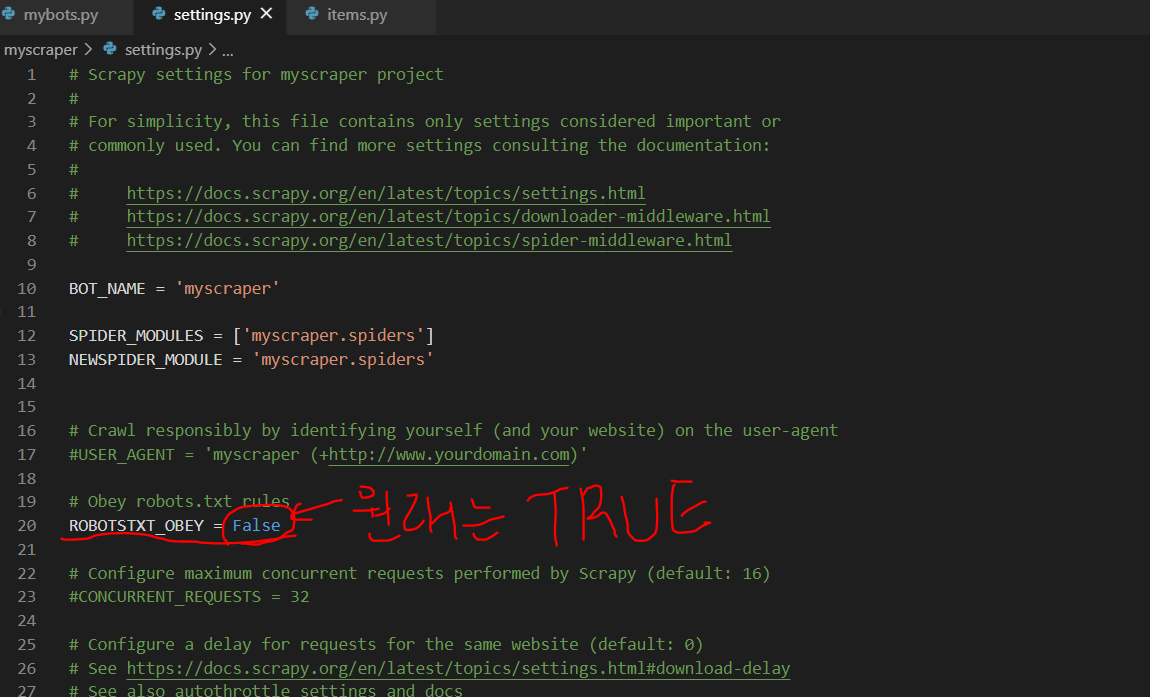 mybots.py settings.py items.py
myscraper > settings.py > ...
1 # Scrapy settings for myscraper project
2 #
3 # For simplicity, this file contains only settings considered important or
4 # commonly used. You can find more settings consulting the documentation:
5 #
6 # https://docs.scrapy.org/en/latest/topics/settings.html
7 # https://docs.scrapy.org/en/latest/topics/downloader-middleware.html
8 # https://docs.scrapy.org/en/latest/topics/spider-middleware.html
9
10 BOT_NAME = 'myscraper'
11
12 SPIDER_MODULES = ['myscraper.spiders']
13 NEWSPIDER_MODULE = 'myscraper.spiders'
14
15
16 # Crawl responsibly by identifying yourself (and your website) on the user-agent
17 #USER_AGENT = 'myscraper (+http://www.yourdomain.com)'
18
19 # Obey robots.txt rules
20 ROBOTSTXT_OBEY = False 원래는 TRUE
21
22 # Configure maximum concurrent requests performed by Scrapy (default: 16)
23 #CONCURRENT_REQUESTS = 32
24
25 # Configure a delay for requests for the same website (default: 0)
26 # See https://docs.scrapy.org/en/latest/topics/settings.html#download-delay
27 # See also autothrottle settings and docs